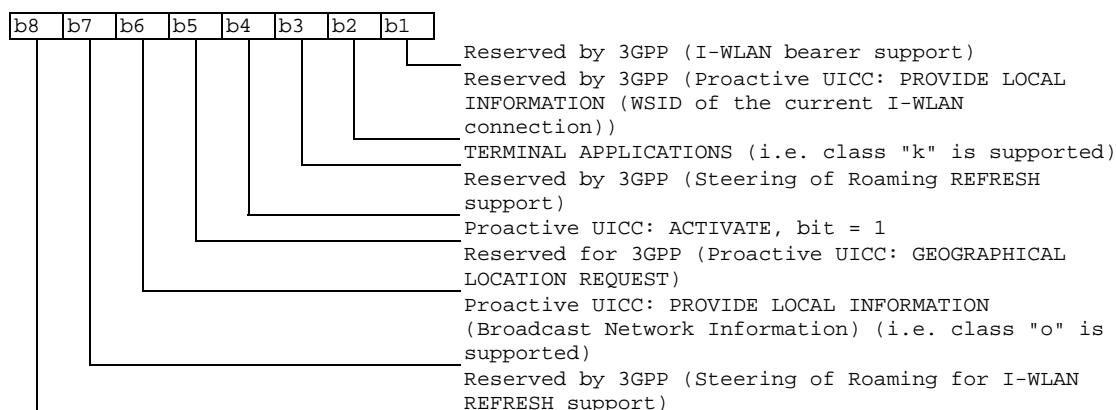 b8 b7 b6 b5 b4 b3 b2 b1
Reserved by 3GPP (I-WLAN bearer support)
Reserved by 3GPP (Proactive UICC: PROVIDE LOCAL
INFORMATION (WSID of the current I-WLAN
connection))
TERMINAL APPLICATIONS (i.e. class "k" is supported)
Reserved by 3GPP (Steering of Roaming REFRESH
support)
Proactive UICC: ACTIVATE, bit = 1
Reserved for 3GPP (Proactive UICC: GEOGRAPHICAL
LOCATION REQUEST)
Proactive UICC: PROVIDE LOCAL INFORMATION
(Broadcast Network Information) (i.e. class "o" is
supported)
Reserved by 3GPP (Steering of Roaming for I-WLAN
REFRESH support)